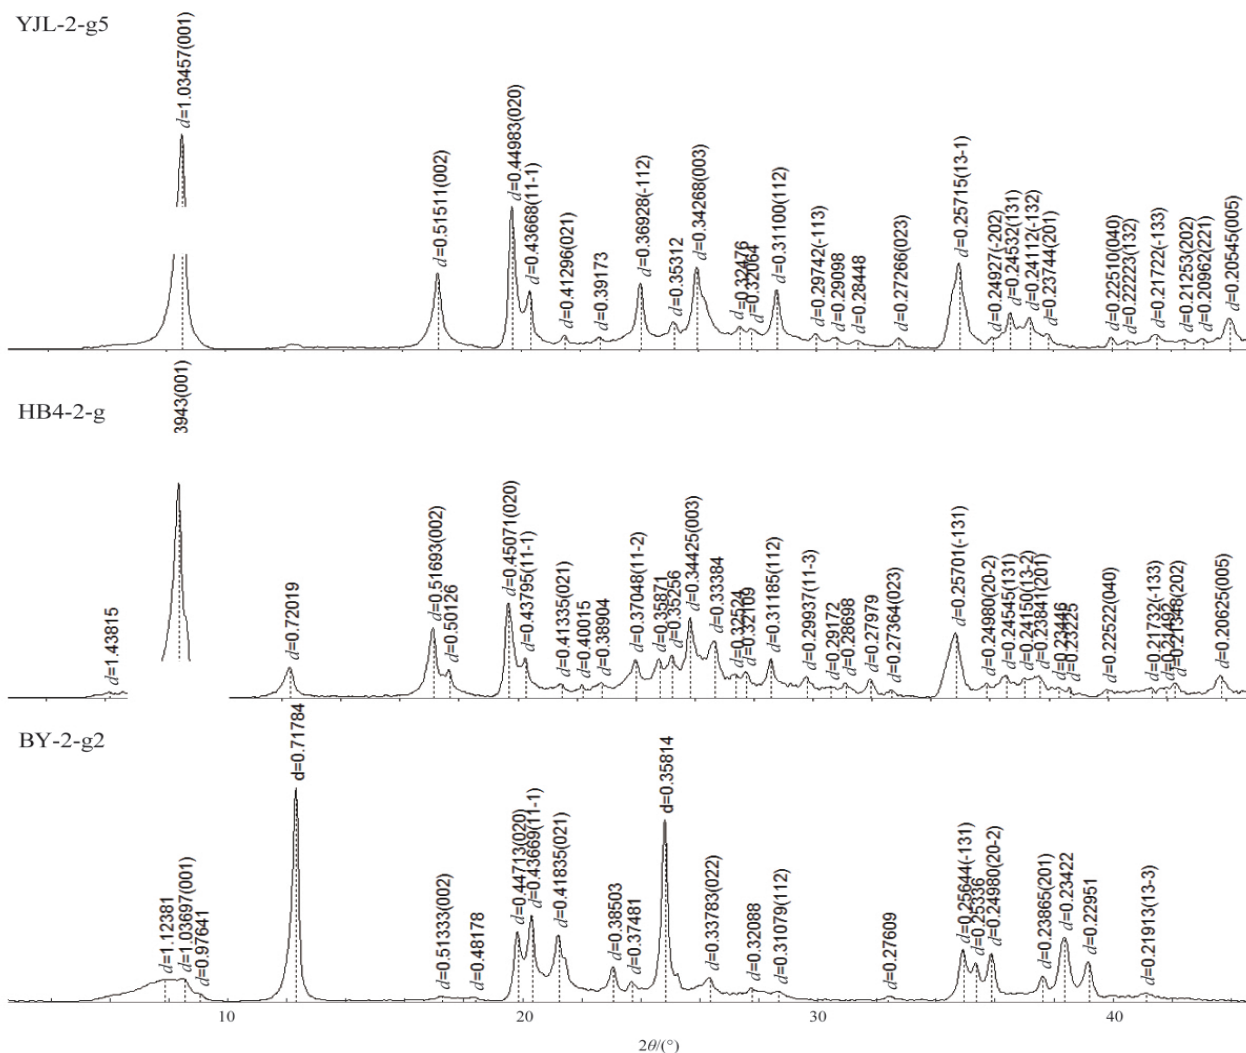 YJL-2-g5
d=1.03457(001)
d=0.51511(002)
d=0.44983(020)
d=0.43668(11-1)
d=0.41296(021)
d=0.39173
d=0.36928(-112)
d=0.35312
d=0.34268(003)
d=0.32476
d=0.32064
d=0.31100(112)
d=0.29742(-113)
d=0.29098
d=0.28448
d=0.27266(023)
d=0.25715(13-1)
d=0.24927(-202)
d=0.24532(131)
d=0.24112(-132)
d=0.23744(201)
d=0.22510(040)
d=0.22223(132)
d=0.21722(-133)
d=0.21253(202)
d=0.20962(221)
d=0.20545(005)
HB4-2-g
d=1.43815
3943(001)
d=0.72019
d=0.51693(002)
d=0.50126
d=0.45071(020)
d=0.43795(11-1)
d=0.41335(021)
d=0.40015
d=0.38904
d=0.37048(11-2)
d=0.35871
d=0.35256
d=0.34425(003)
d=0.33384
d=0.32524
d=0.32109
d=0.31185(112)
d=0.29937(11-3)
d=0.29172
d=0.28698
d=0.27979
d=0.27364(023)
d=0.25701(-131)
d=0.24980(20-2)
d=0.24545(131)
d=0.24150(13-2)
d=0.23841(201)
d=0.23446
d=0.23225
d=0.22522(040)
d=0.21732(-133)
d=0.21492
d=0.21348(202)
d=0.20625(005)
BY-2-g2
d=1.12381
d=1.03697(001)
d=0.97641
d=0.71784
d=0.51333(002)
d=0.48178
d=0.44713(020)
d=0.43669(11-1)
d=0.41835(021)
d=0.38503
d=0.37481
d=0.35814
d=0.33783(022)
d=0.32088
d=0.31079(112)
d=0.27609
d=0.25644(-131)
d=0.25336
d=0.24980(20-2)
d=0.23865(201)
d=0.23422
d=0.22951
d=0.21913(13-3)
10 20 30 40
2θ/(°)